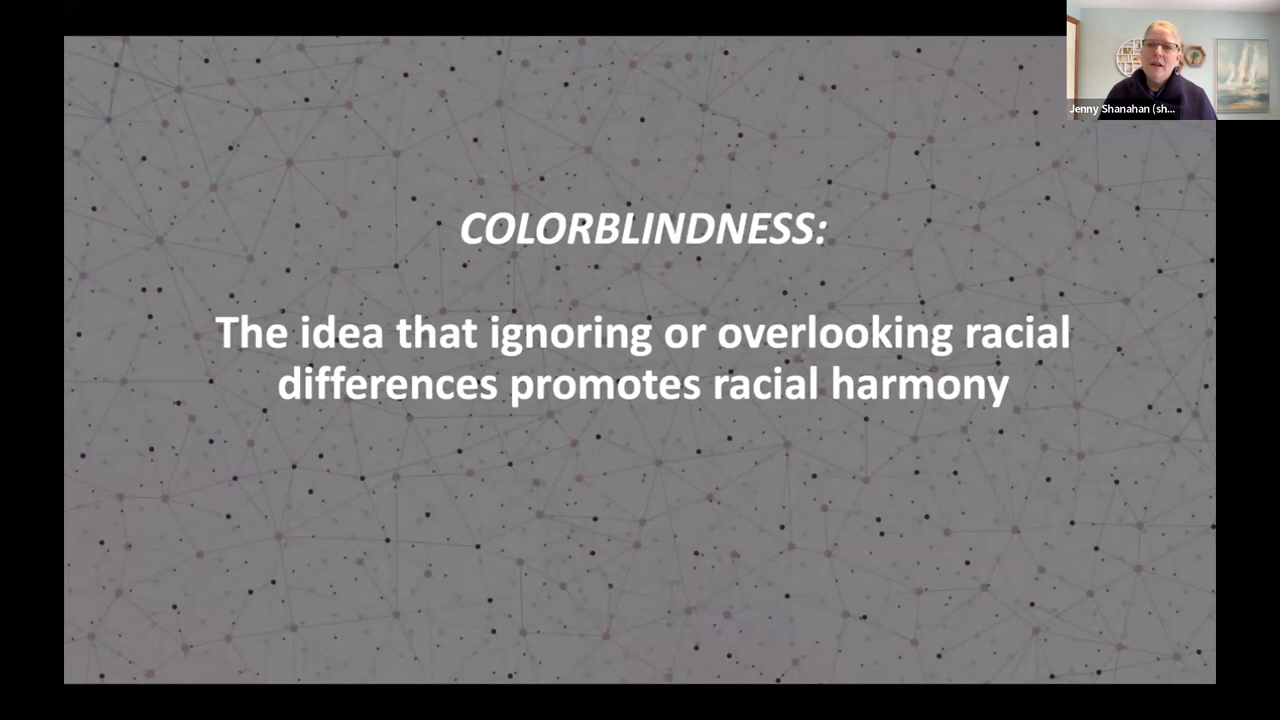 Jenny Shanahan (sh...
COLORBLINDNESS:
The idea that ignoring or overlooking racial
differences promotes racial harmony